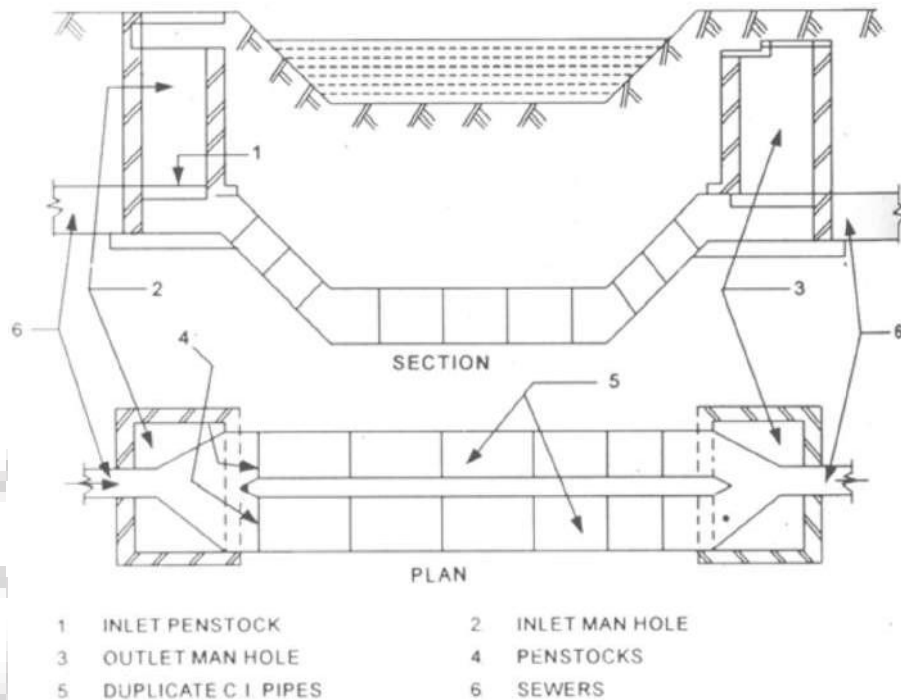 1
2
3
6
6
SECTION
4
5
PLAN
1 INLET PENSTOCK 2 INLET MAN HOLE
3 OUTLET MAN HOLE 4 PENSTOCKS
5 DUPLICATE C I PIPES 6 SEWERS